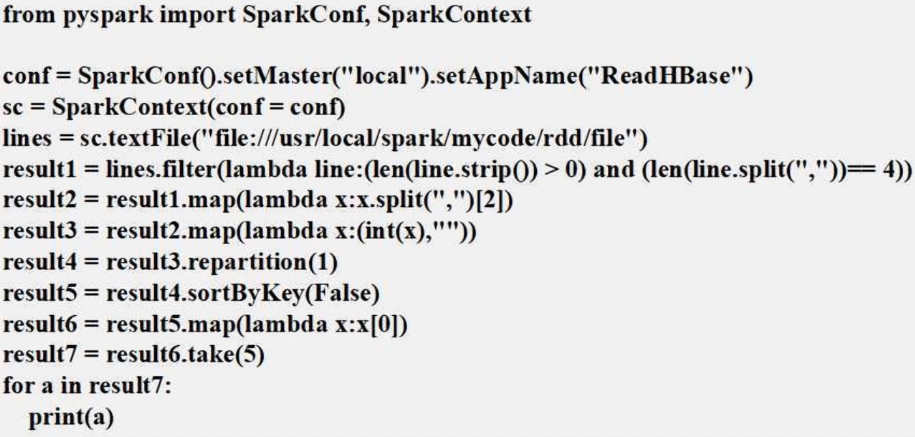 from pyspark import SparkConf, SparkContext
conf = SparkConf().setMaster("local").setAppName("ReadHBase")
sc = SparkContext(conf = conf)
lines = sc.textFile("file:///usr/local/spark/mycode/rdd/file")
result1 = lines.filter(lambda line:(len(line.strip()) > 0) and (len(line.split(","))== 4))
result2 = result1.map(lambda x:x.split(",")[2])
result3 = result2.map(lambda x:(int(x),""))
result4 = result3.repartition(1)
result5 = result4.sortByKey(False)
result6 = result5.map(lambda x:x[0])
result7 = result6.take(5)
for a in result7:
  print(a)